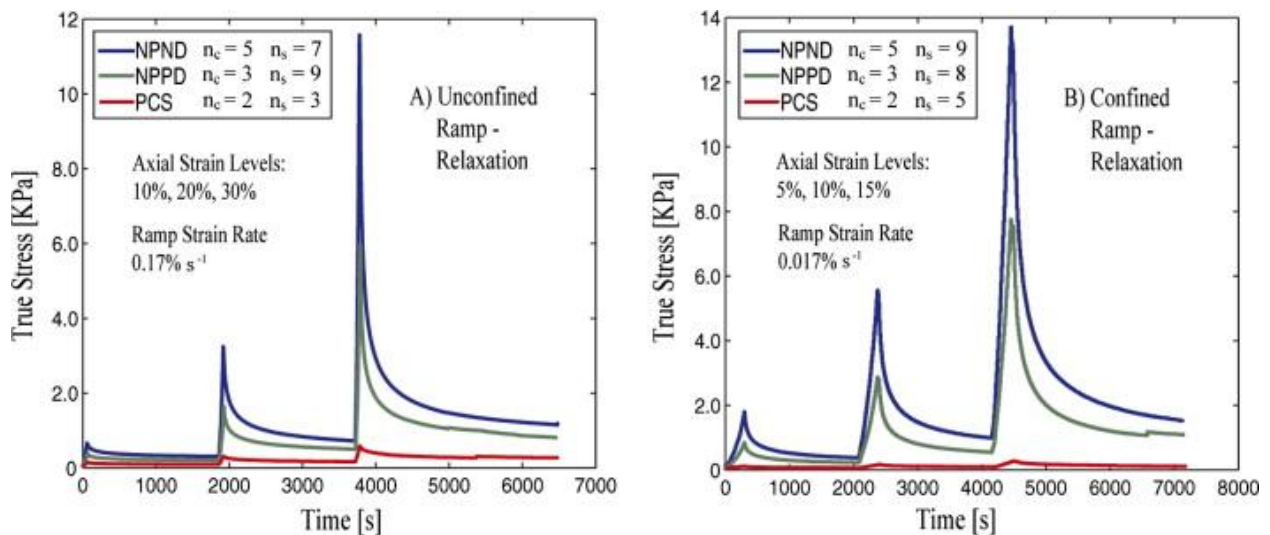 12
10
8.0
6.0
4.0
2.0
0
True Stress [KPa]
NPND n_c = 5 n_s = 7
NPPD n_c = 3 n_s = 9
PCS n_c = 2 n_s = 3
A) Unconfined
Ramp -
Relaxation
Axial Strain Levels:
10%, 20%, 30%
Ramp Strain Rate
0.17% s⁻¹
0 1000 2000 3000 4000 5000 6000 7000
Time [s]
14
12
10
8.0
6.0
4.0
2.0
0
True Stress [KPa]
NPND n_c = 5 n_s = 9
NPPD n_c = 3 n_s = 8
PCS n_c = 2 n_s = 5
B) Confined
Ramp -
Relaxation
Axial Strain Levels:
5%, 10%, 15%
Ramp Strain Rate
0.017% s⁻¹
0 1000 2000 3000 4000 5000 6000 7000 8000
Time [s]